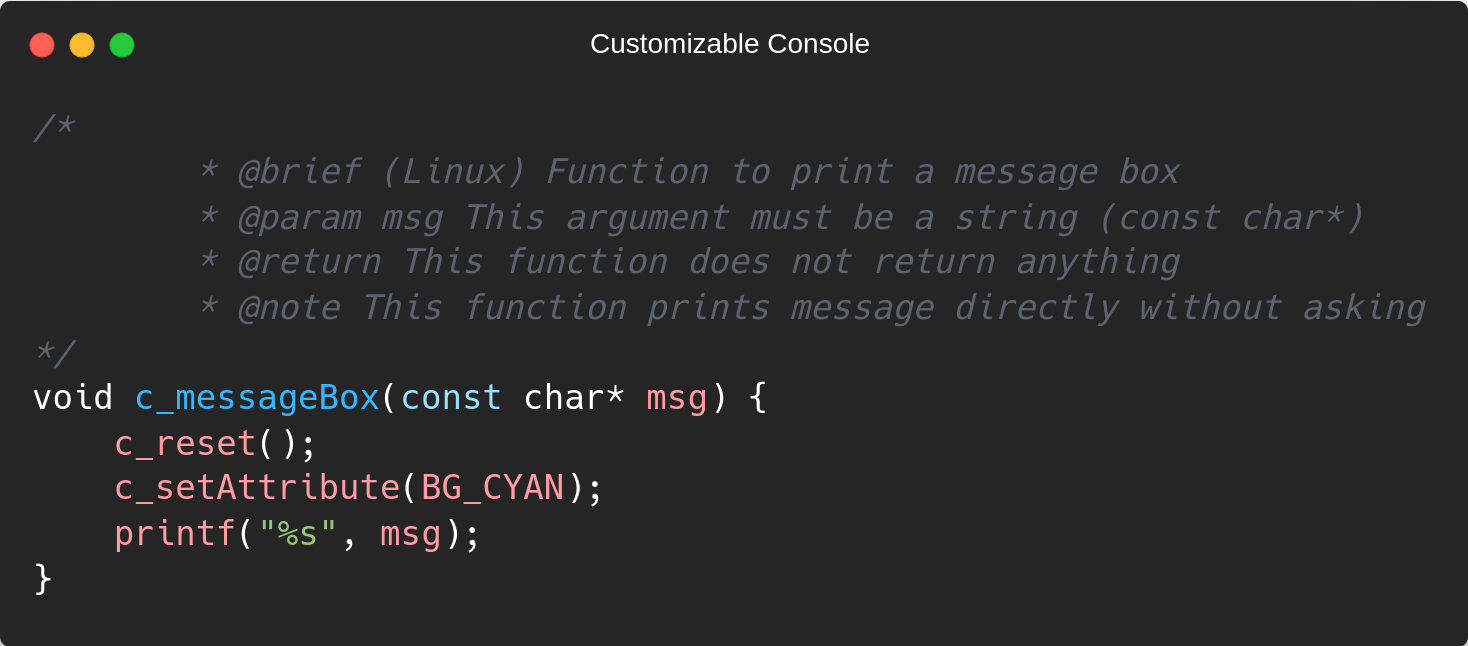 Customizable Console
/*
        * @brief (Linux) Function to print a message box
        * @param msg This argument must be a string (const char*)
        * @return This function does not return anything
        * @note This function prints message directly without asking
*/
void c_messageBox(const char* msg) {
    c_reset();
    c_setAttribute(BG_CYAN);
    printf("%s", msg);
}